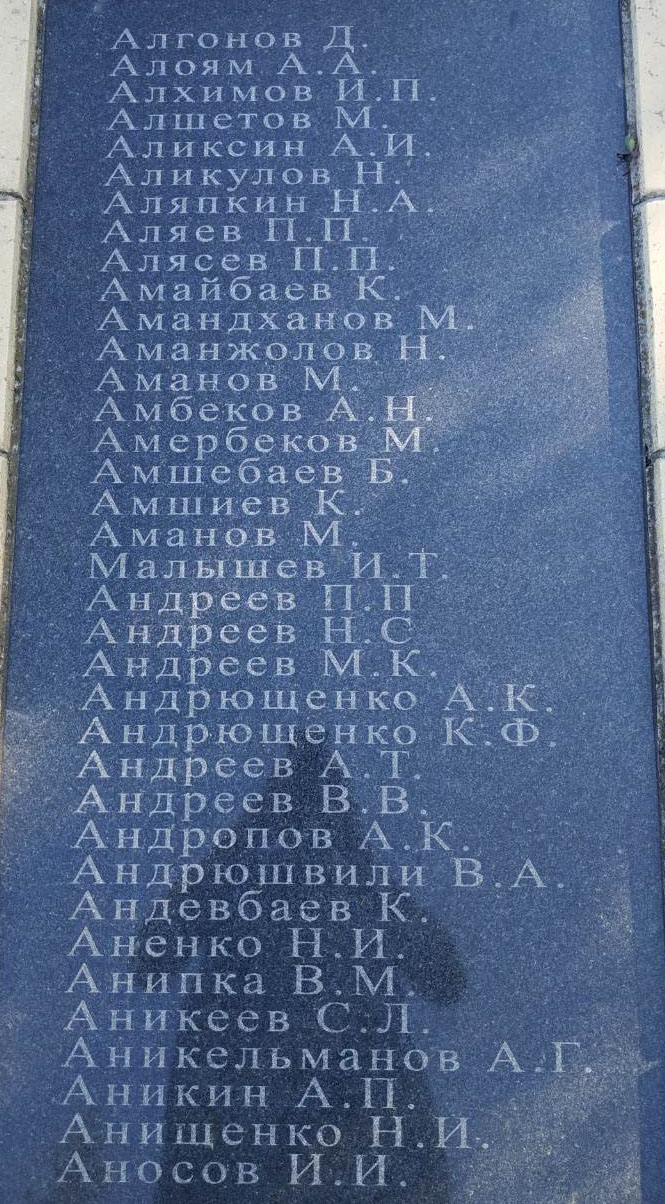 Алгонов Д.
Алоям А.А.
Алхимов И.П.
Алшетов М.
Аликсин А.И.
Аликулов Н.
Аляпкин Н.А.
Аляев П.П.
Алясев П.П.
Амайбаев К.
Амандханов М.
Аманжолов Н.
Аманов М.
Амбеков А.Н.
Амербеков М.
Амшебаев Б.
Амшиев К.
Аманов М.
Малышев И.Т.
Андреев П.П
Андреев Н.С
Андреев М.К.
Андрющенко А.К.
Андрющенко К.Ф.
Андреев А.Т.
Андреев В.В.
Андропов А.К.
Андрюшвили В.А.
Андевбаев К.
Аненко Н.И.
Анипка В.М.
Аникеев С.Л.
Аникельманов А.Г.
Аникин А.П.
Анищенко Н.И.
Аносов И.И.